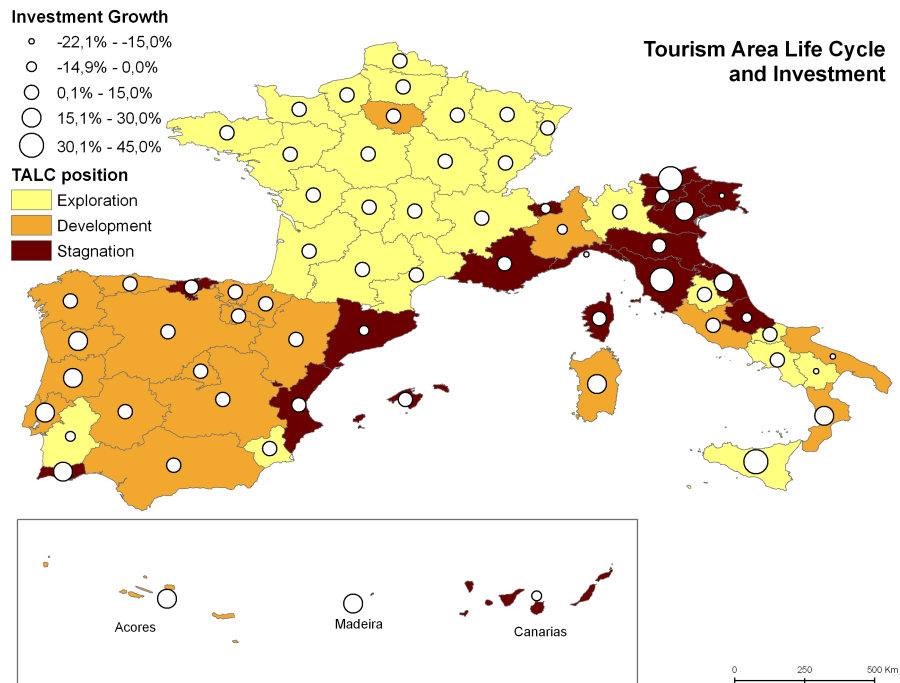 Investment Growth
-22,1% - -15,0%
-14,9% - 0,0%
0,1% - 15,0%
15,1% - 30,0%
30,1% - 45,0%
TALC position
Exploration
Development
Stagnation
Tourism Area Life Cycle
and Investment
Acores
Madeira
Canarias
0 250 500 Km